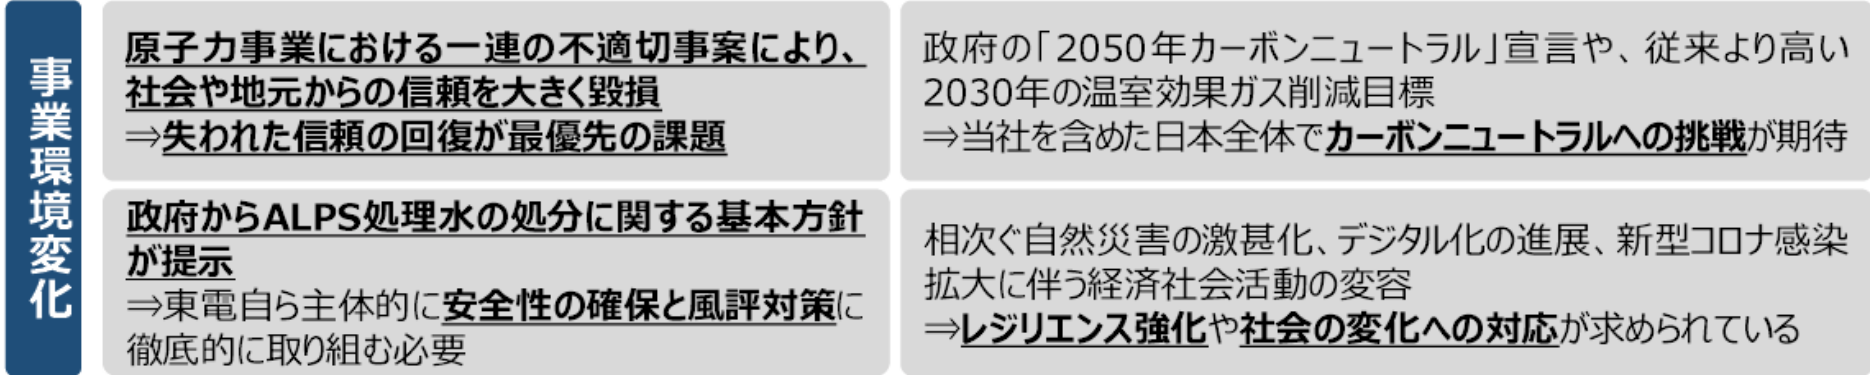 事業環境変化
原子力事業における一連の不適切事案により、
社会や地元からの信頼を大きく毀損
⇒失われた信頼の回復が最優先の課題
政府の「2050年カーボンニュートラル」宣言や、従来より高い
2030年の温室効果ガス削減目標
⇒当社を含めた日本全体でカーボンニュートラルへの挑戦が期待
政府からALPS処理水の処分に関する基本方針
が提示
⇒東電自ら主体的に安全性の確保と風評対策に
徹底的に取り組む必要
相次ぐ自然災害の激甚化、デジタル化の進展、新型コロナ感染
拡大に伴う経済社会活動の変容
⇒レジリエンス強化や社会の変化への対応が求められている